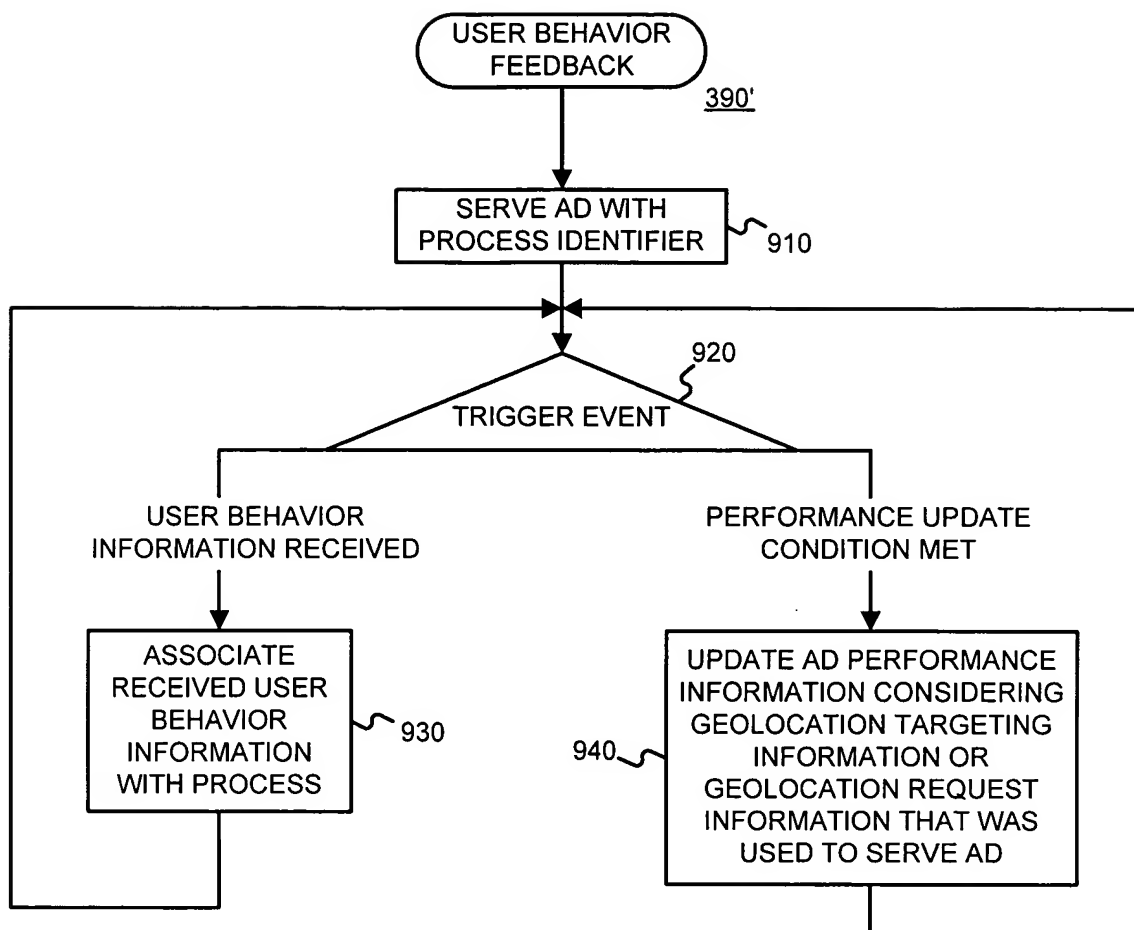 USER BEHAVIOR
FEEDBACK
390'
SERVE AD WITH
PROCESS IDENTIFIER
910
920
TRIGGER EVENT
USER BEHAVIOR
INFORMATION RECEIVED
PERFORMANCE UPDATE
CONDITION MET
ASSOCIATE
RECEIVED USER
BEHAVIOR
INFORMATION
WITH PROCESS
930
UPDATE AD PERFORMANCE
INFORMATION CONSIDERING
GEOLOCATION TARGETING
INFORMATION OR
GEOLOCATION REQUEST
INFORMATION THAT WAS
USED TO SERVE AD
940